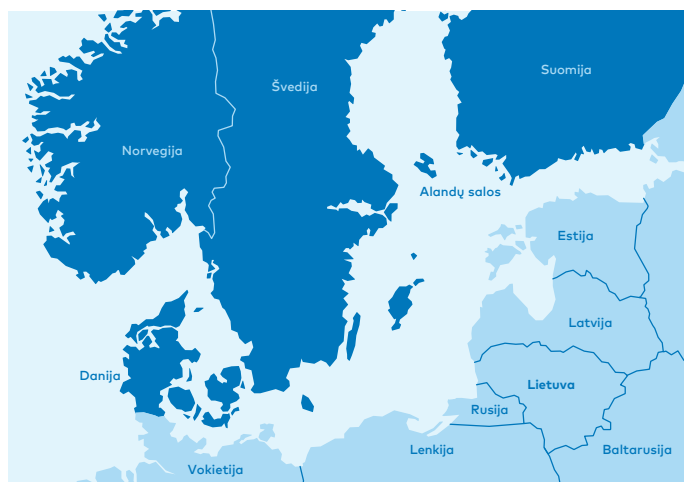 Suomija
Švedija
Norvegija
Alandų salos
Estija
Latvija
Danija
Lietuva
Rusija
Lenkija
Baltarusija
Vokietija